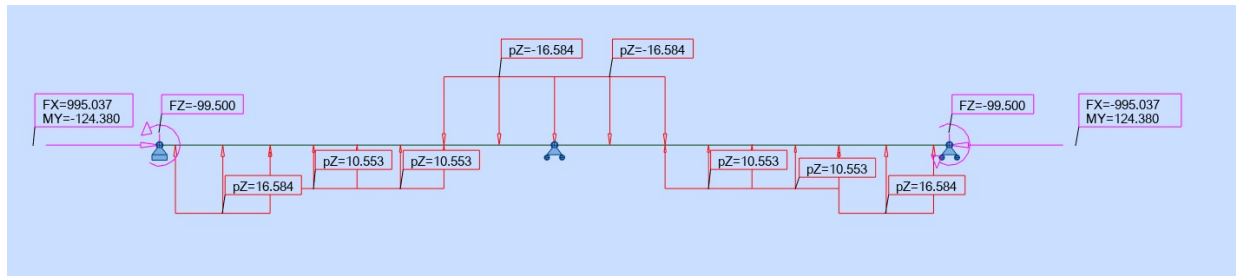 pZ=-16.584
pZ=-16.584
FX=995.037
MY=-124.380
FZ=-99.500
FZ=-99.500
FX=-995.037
MY=124.380
pZ=10.553
pZ=10.553
pZ=10.553
pZ=10.553
pZ=16.584
pZ=16.584